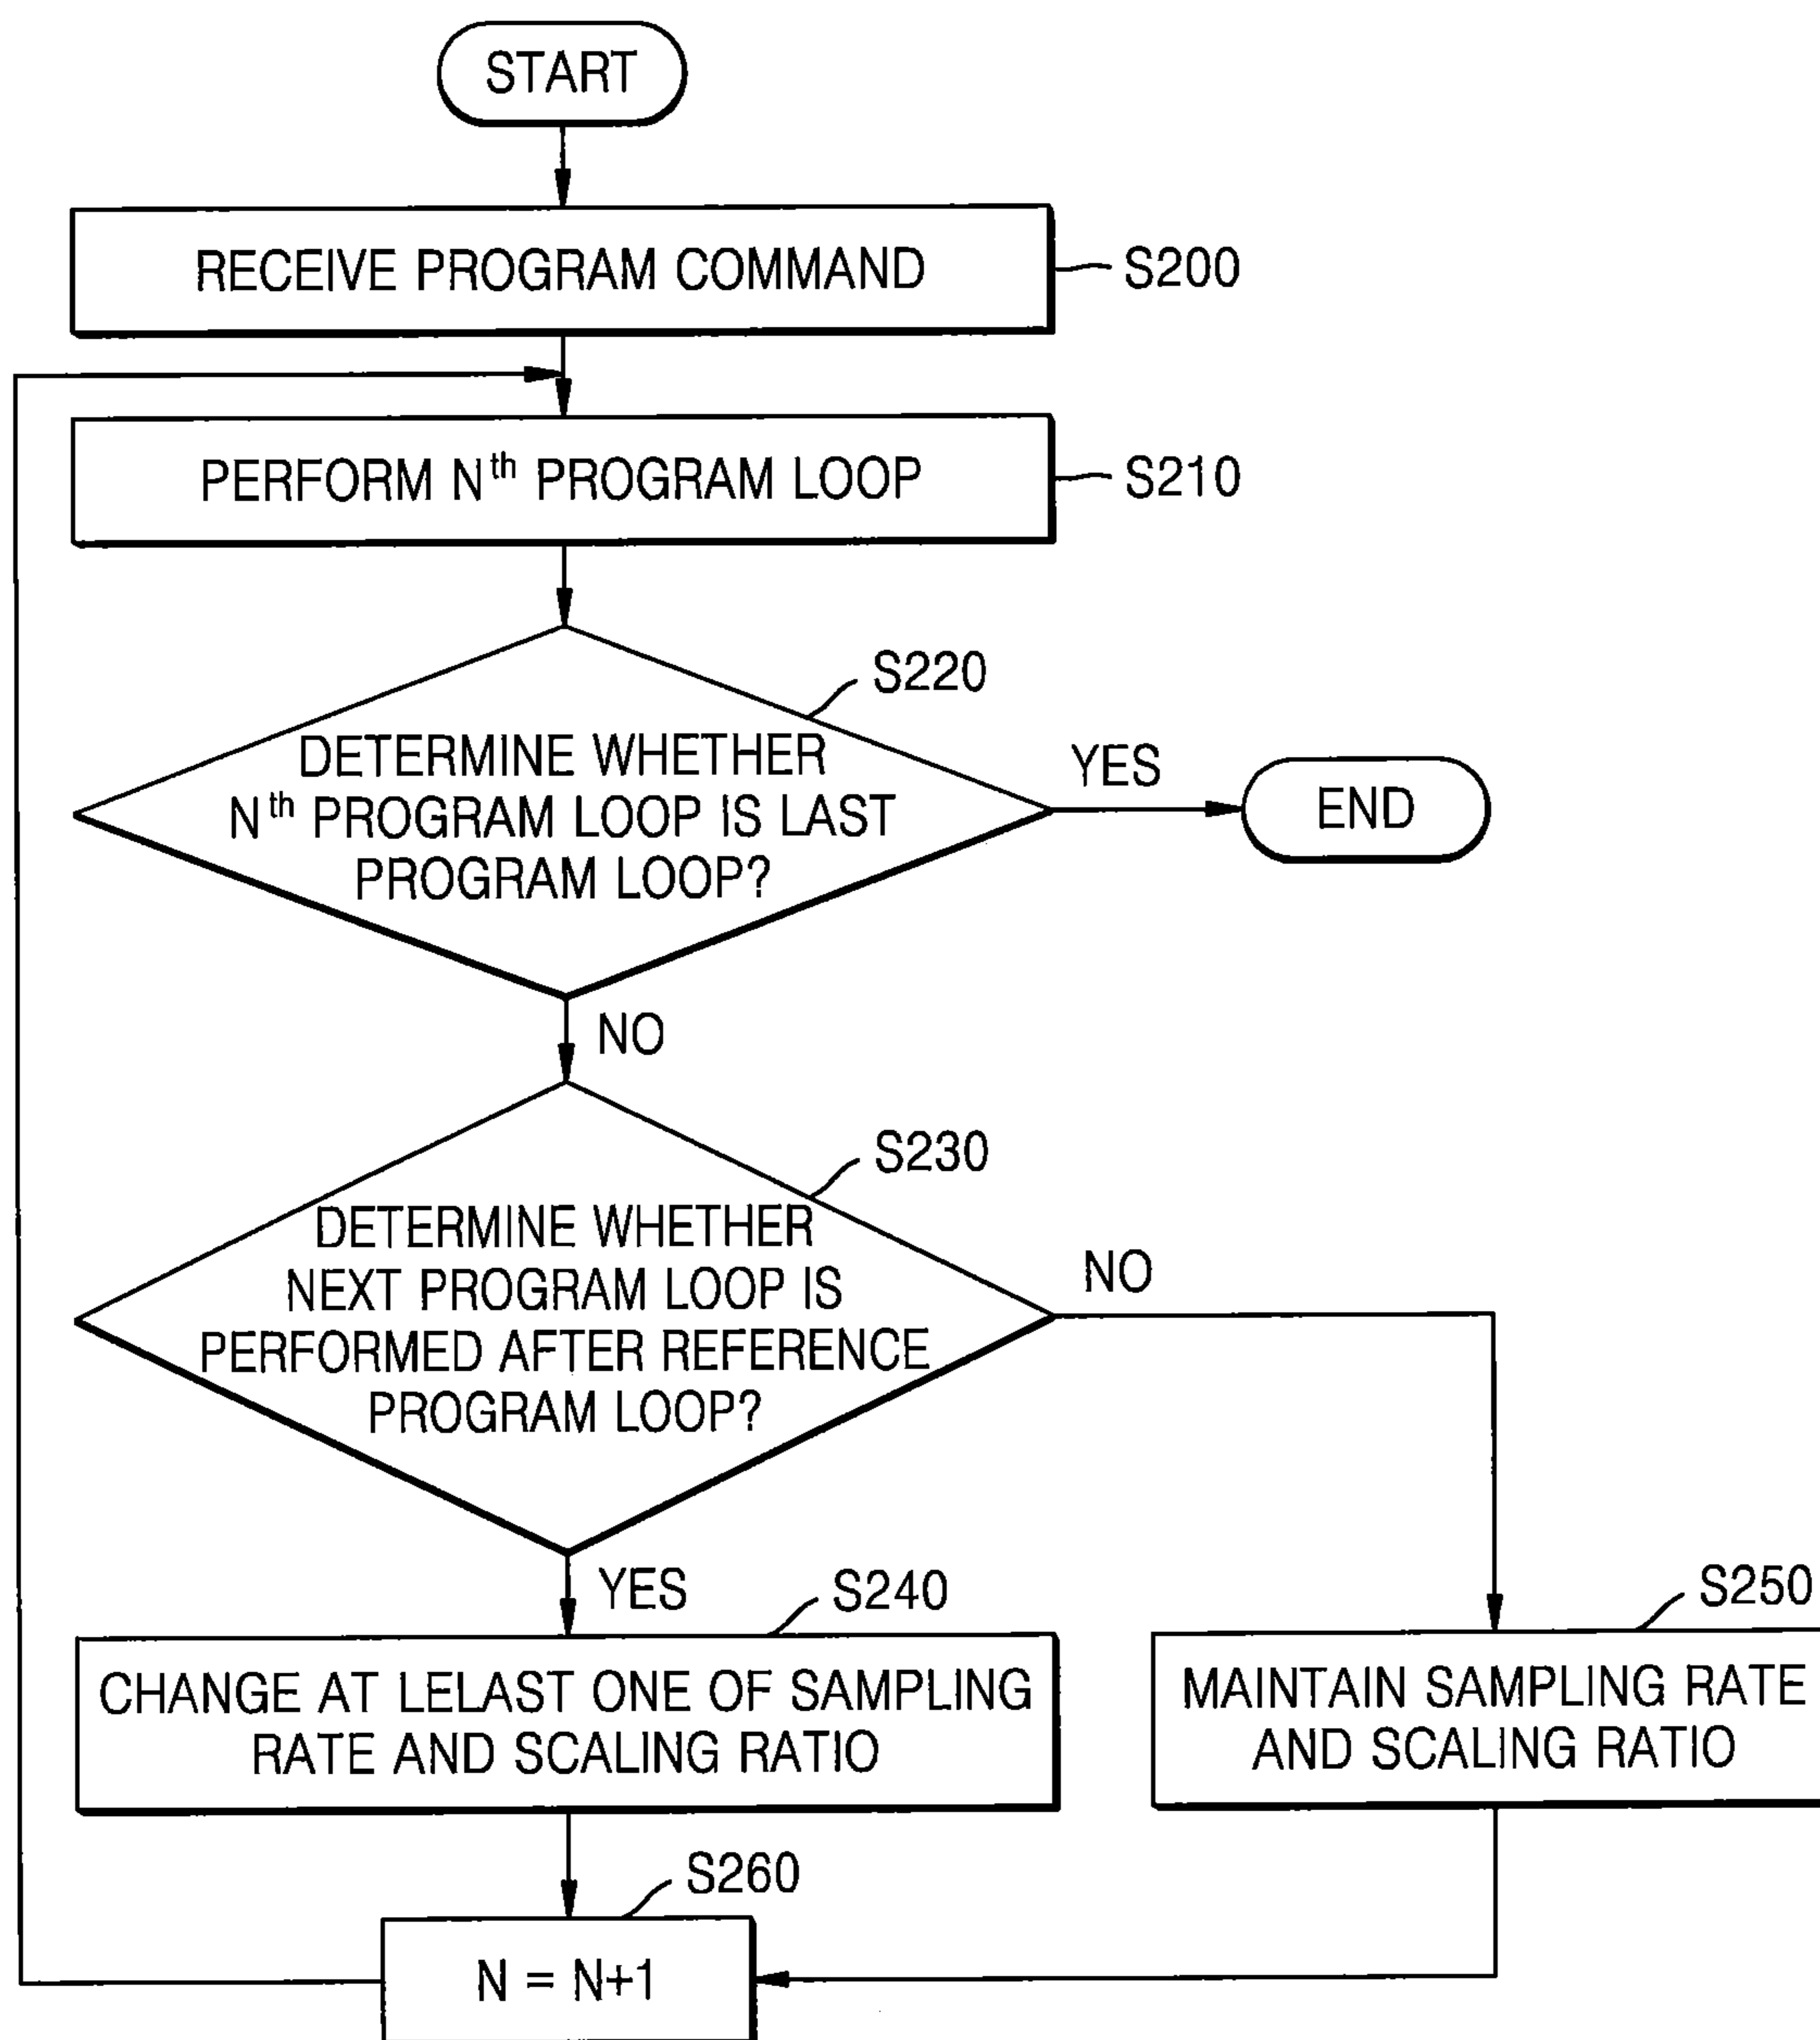 START
RECEIVE PROGRAM COMMAND
S200
PERFORM Nth PROGRAM LOOP
S210
S220
DETERMINE WHETHER
Nth PROGRAM LOOP IS LAST
PROGRAM LOOP?
YES
END
NO
S230
DETERMINE WHETHER
NEXT PROGRAM LOOP IS
PERFORMED AFTER REFERENCE
PROGRAM LOOP?
NO
YES
S240
CHANGE AT LELAST ONE OF SAMPLING
RATE AND SCALING RATIO
S250
MAINTAIN SAMPLING RATE
AND SCALING RATIO
S260
N = N+1